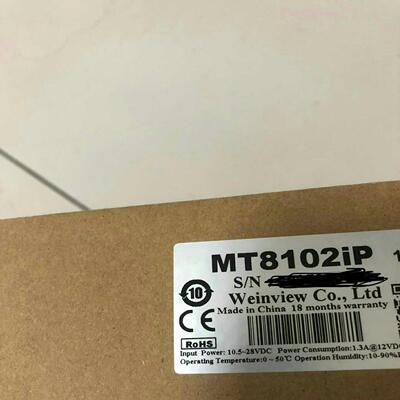 MT8102iP
S/N
10
Weinview Co., Ltd
Made in China 18 months warranty
CE
RoHS
Input Power: 10.5~28VDC Power Consumption:1.3A@12VDC
Operating Temperature:0 ~ 50℃ Operation Humidity:10-90%